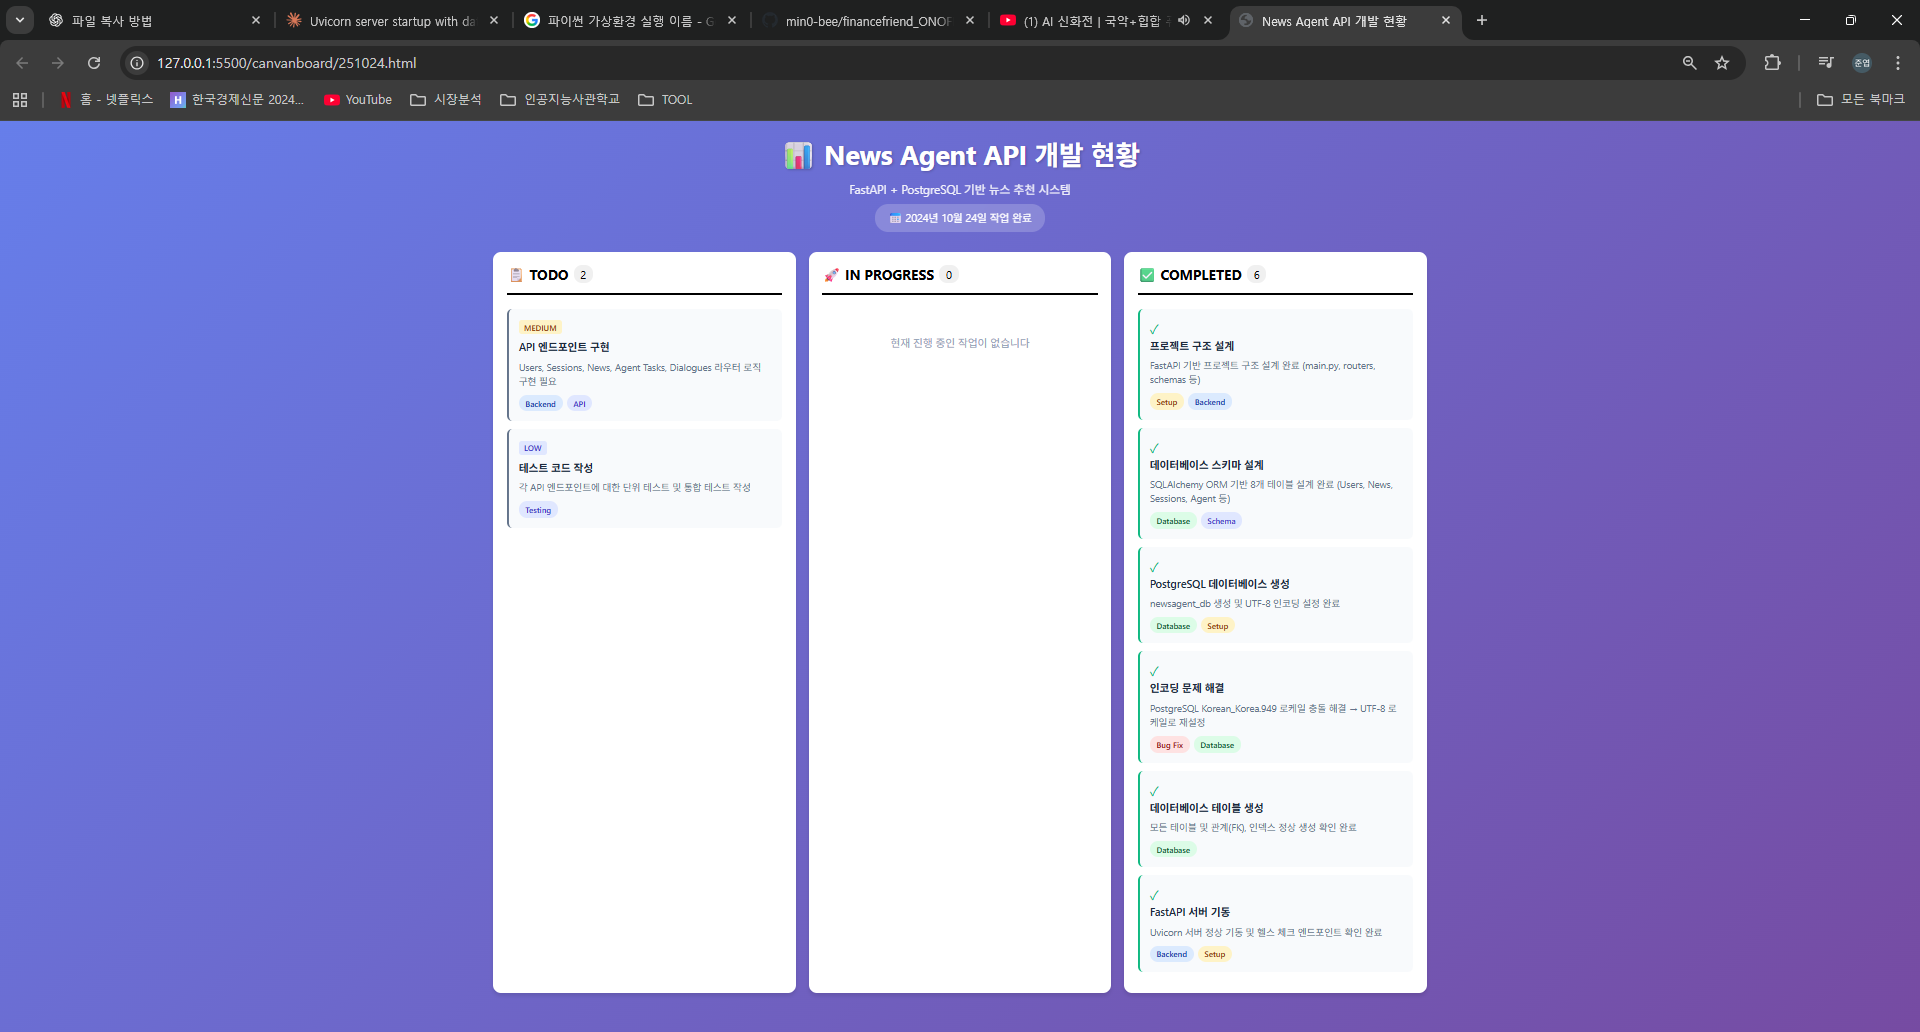 파일 복사 방법
Uvicorn server startup with da
파이썬 가상환경 실행 이름 - G
min0-bee/financefriend_ONOF
(1) AI 신화전 | 국악+힙합
News Agent API 개발 현황
127.0.0.1:5500/canvanboard/251024.html
준엽
홈 - 넷플릭스
H
한국경제신문 2024...
YouTube
시장분석
인공지능사관학교
TOOL
모든 북마크
📊 News Agent API 개발 현황
FastAPI + PostgreSQL 기반 뉴스 추천 시스템
📅 2024년 10월 24일 작업 완료
📋 TODO 2
MEDIUM
API 엔드포인트 구현
Users, Sessions, News, Agent Tasks, Dialogues 라우터 로직
구현 필요
Backend API
LOW
테스트 코드 작성
각 API 엔드포인트에 대한 단위 테스트 및 통합 테스트 작성
Testing
🚀 IN PROGRESS 0
현재 진행 중인 작업이 없습니다
✅ COMPLETED 6
✓
프로젝트 구조 설계
FastAPI 기반 프로젝트 구조 설계 완료 (main.py, routers,
schemas 등)
Setup Backend
✓
데이터베이스 스키마 설계
SQLAlchemy ORM 기반 8개 테이블 설계 완료 (Users, News,
Sessions, Agent 등)
Database Schema
✓
PostgreSQL 데이터베이스 생성
newsagent_db 생성 및 UTF-8 인코딩 설정 완료
Database Setup
✓
인코딩 문제 해결
PostgreSQL Korean_Korea.949 로케일 충돌 해결 → UTF-8 로
케일로 재설정
Bug Fix Database
✓
데이터베이스 테이블 생성
모든 테이블 및 관계(FK), 인덱스 정상 생성 확인 완료
Database
✓
FastAPI 서버 기동
Uvicorn 서버 정상 기동 및 헬스 체크 엔드포인트 확인 완료
Backend Setup